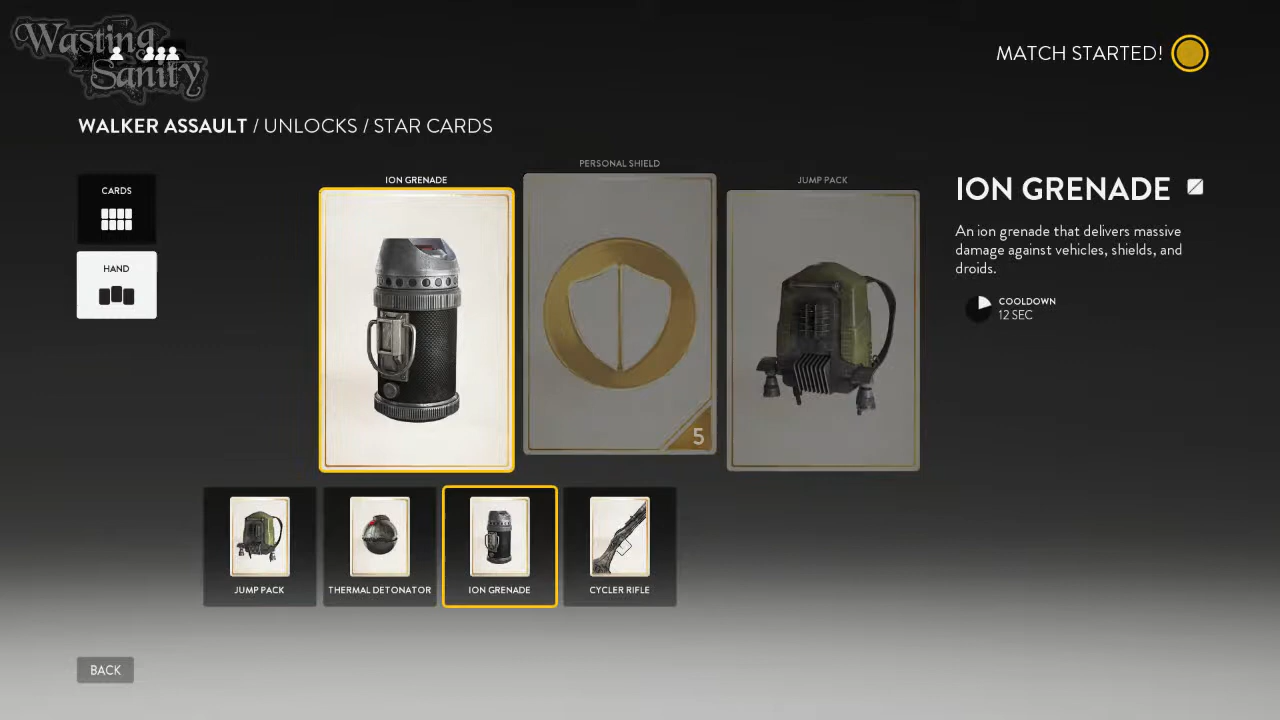 Wasting
Sanity
MATCH STARTED!
WALKER ASSAULT / UNLOCKS / STAR CARDS
CARDS
HAND
ION GRENADE
PERSONAL SHIELD
5
JUMP PACK
ION GRENADE
An ion grenade that delivers massive
damage against vehicles, shields, and
droids.
COOLDOWN
12 SEC
JUMP PACK
THERMAL DETONATOR
ION GRENADE
CYCLER RIFLE
BACK